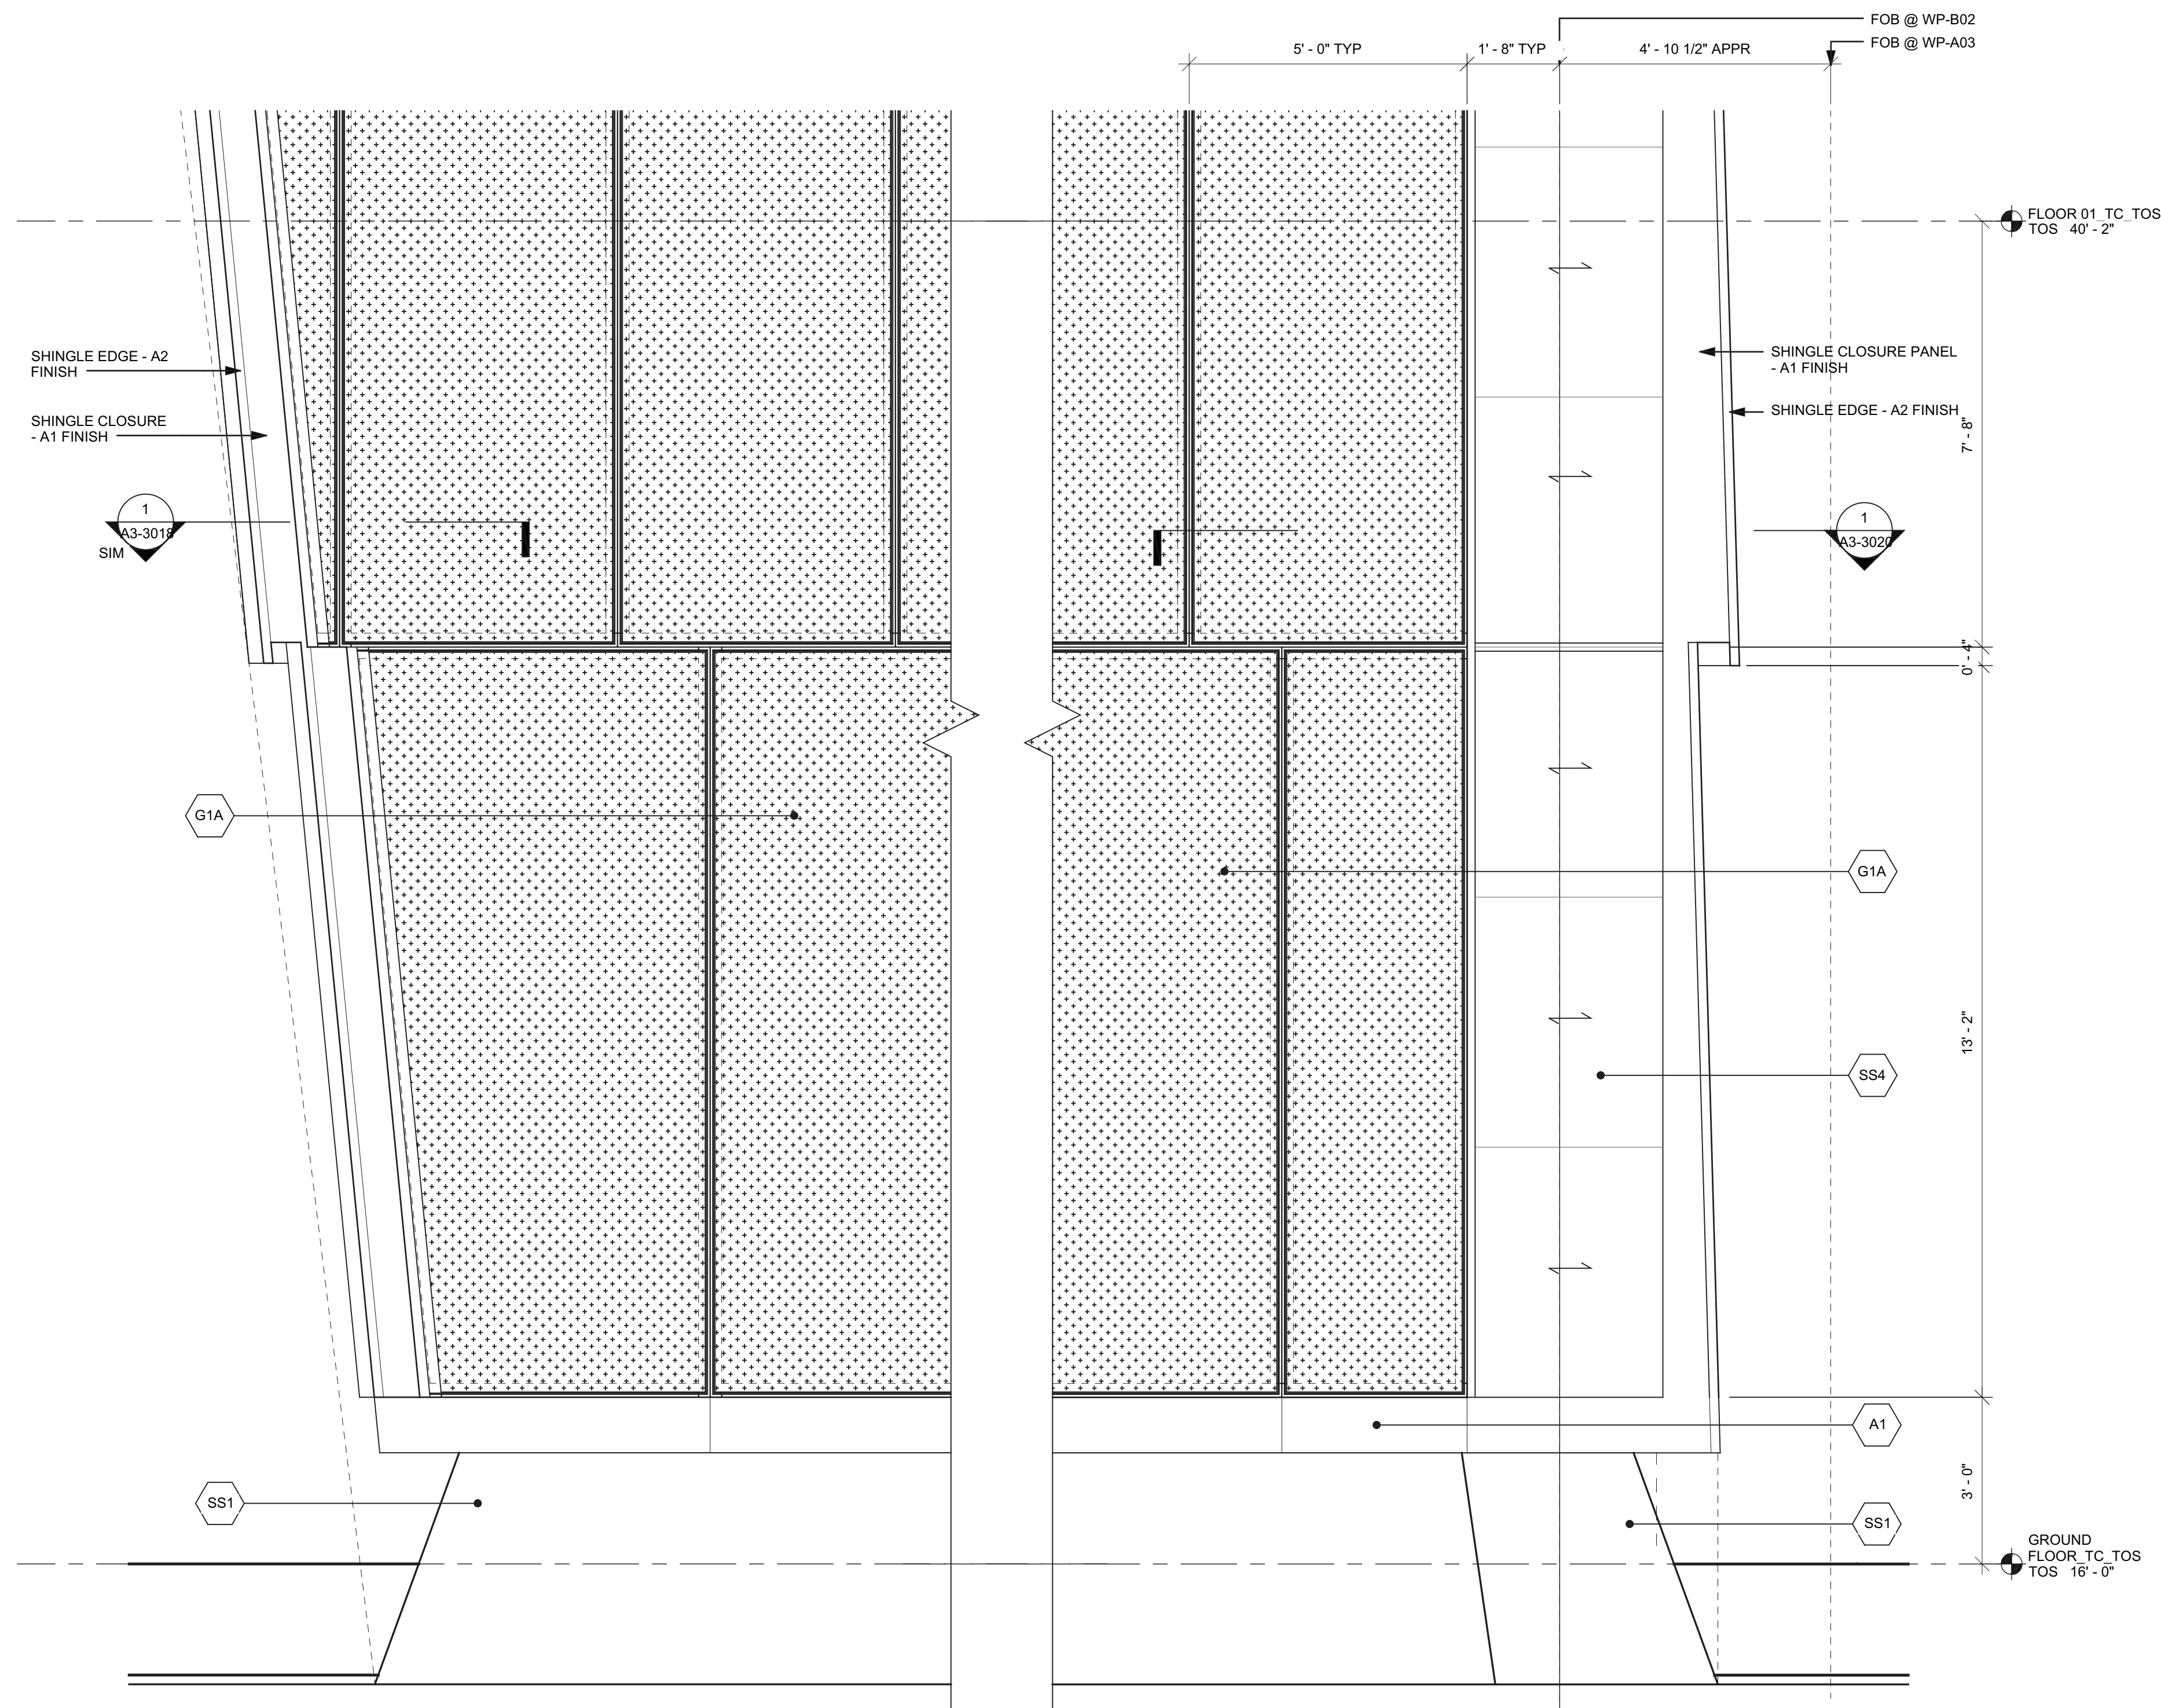 FOB @ WP-B02
FOB @ WP-A03
5' - 0" TYP
1' - 8" TYP
4' - 10 1/2" APPR
FLOOR 01_TC_TOS
TOS 40' - 2"
SHINGLE EDGE - A2
FINISH
SHINGLE CLOSURE
- A1 FINISH
SHINGLE CLOSURE PANEL
- A1 FINISH
SHINGLE EDGE - A2 FINISH
7' - 8"
1
A3-3018
SIM
1
A3-3020
0' - 4"
G1A
G1A
13' - 2"
SS4
A1
3' - 0"
SS1
SS1
GROUND
FLOOR_TC_TOS
TOS 16' - 0"